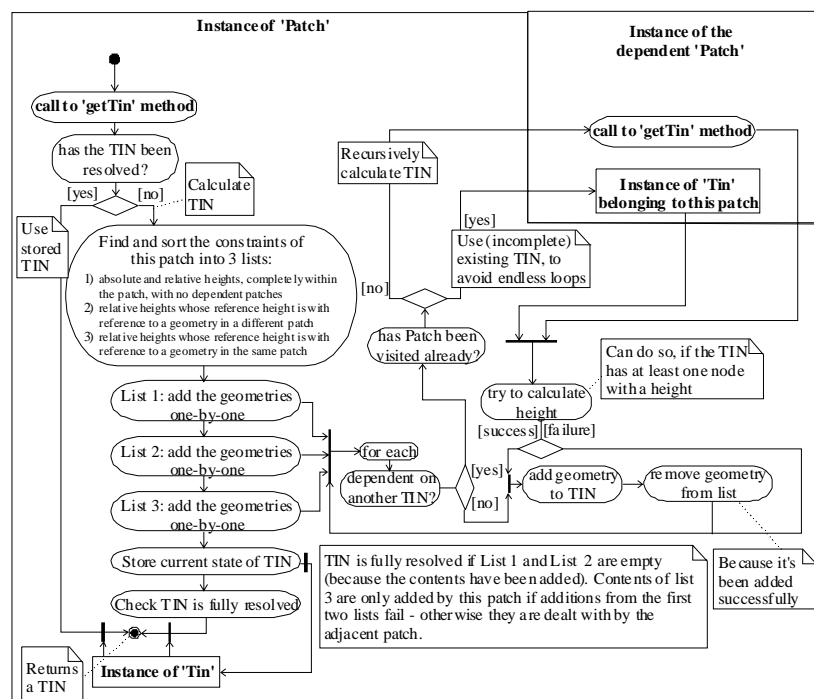 Instance of 'Patch'
Instance of the
dependent 'Patch'
call to 'getTin' method
has the TIN been
resolved?
[yes]
[no]
Calculate
TIN
Use
stored
TIN
Find and sort the constraints of
this patch into 3 lists:
1) absolute and relative heights, completely within
the patch, with no dependent patches
2) relative heights whose reference height is with
reference to a geometry in a different patch
3) relative heights whose reference height is with
reference to a geometry in the same patch
List 1: add the geometries
one-by-one
List 2: add the geometries
one-by-one
List 3: add the geometries
one-by-one
Store current state of TIN
Check TIN is fully resolved
Returns
a TIN
Instance of 'Tin'
for each
dependent on
another TIN?
[yes]
[no]
has Patch been
visited already?
[no]
[yes]
Recursively
calculate TIN
Use (incomplete)
existing TIN, to
avoid endless loops
call to 'getTin' method
Instance of 'Tin'
belonging to this patch
try to calculate
height
Can do so, if the TIN
has at least one node
with a height
[success]
[failure]
add geometry
to TIN
remove geometry
from list
Because it's
been added
successfully
TIN is fully resolved if List 1 and List 2 are empty
(because the contents have been added). Contents of list
3 are only added by this patch if additions from the first
two lists fail - otherwise they are dealt with by the
adjacent patch.